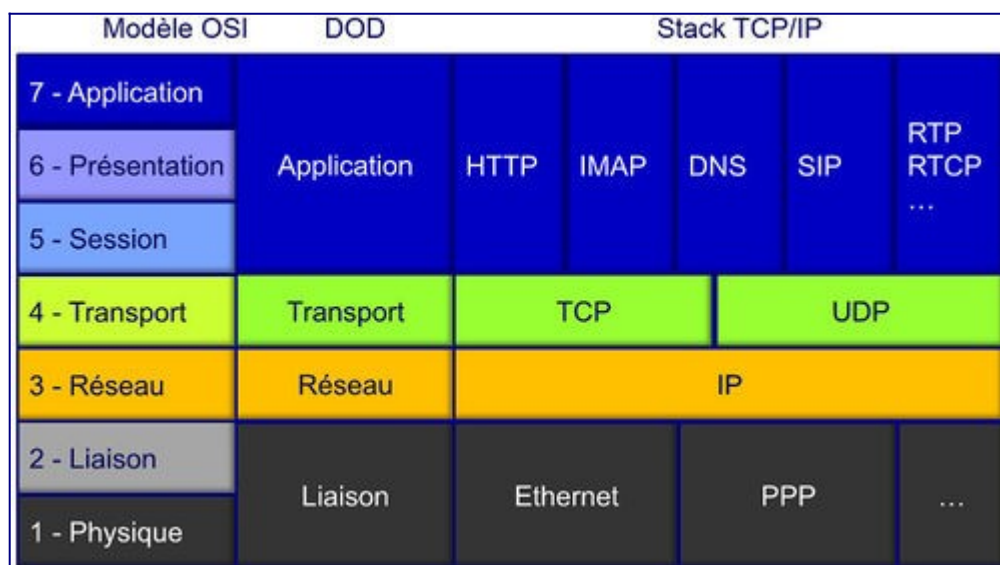 Modèle OSI DOD Stack TCP/IP
7 - Application
6 - Présentation
5 - Session
Application
HTTP
IMAP
DNS
SIP
RTP
RTCP
...
4 - Transport
Transport
TCP
UDP
3 - Réseau
Réseau
IP
2 - Liaison
1 - Physique
Liaison
Ethernet
PPP
...